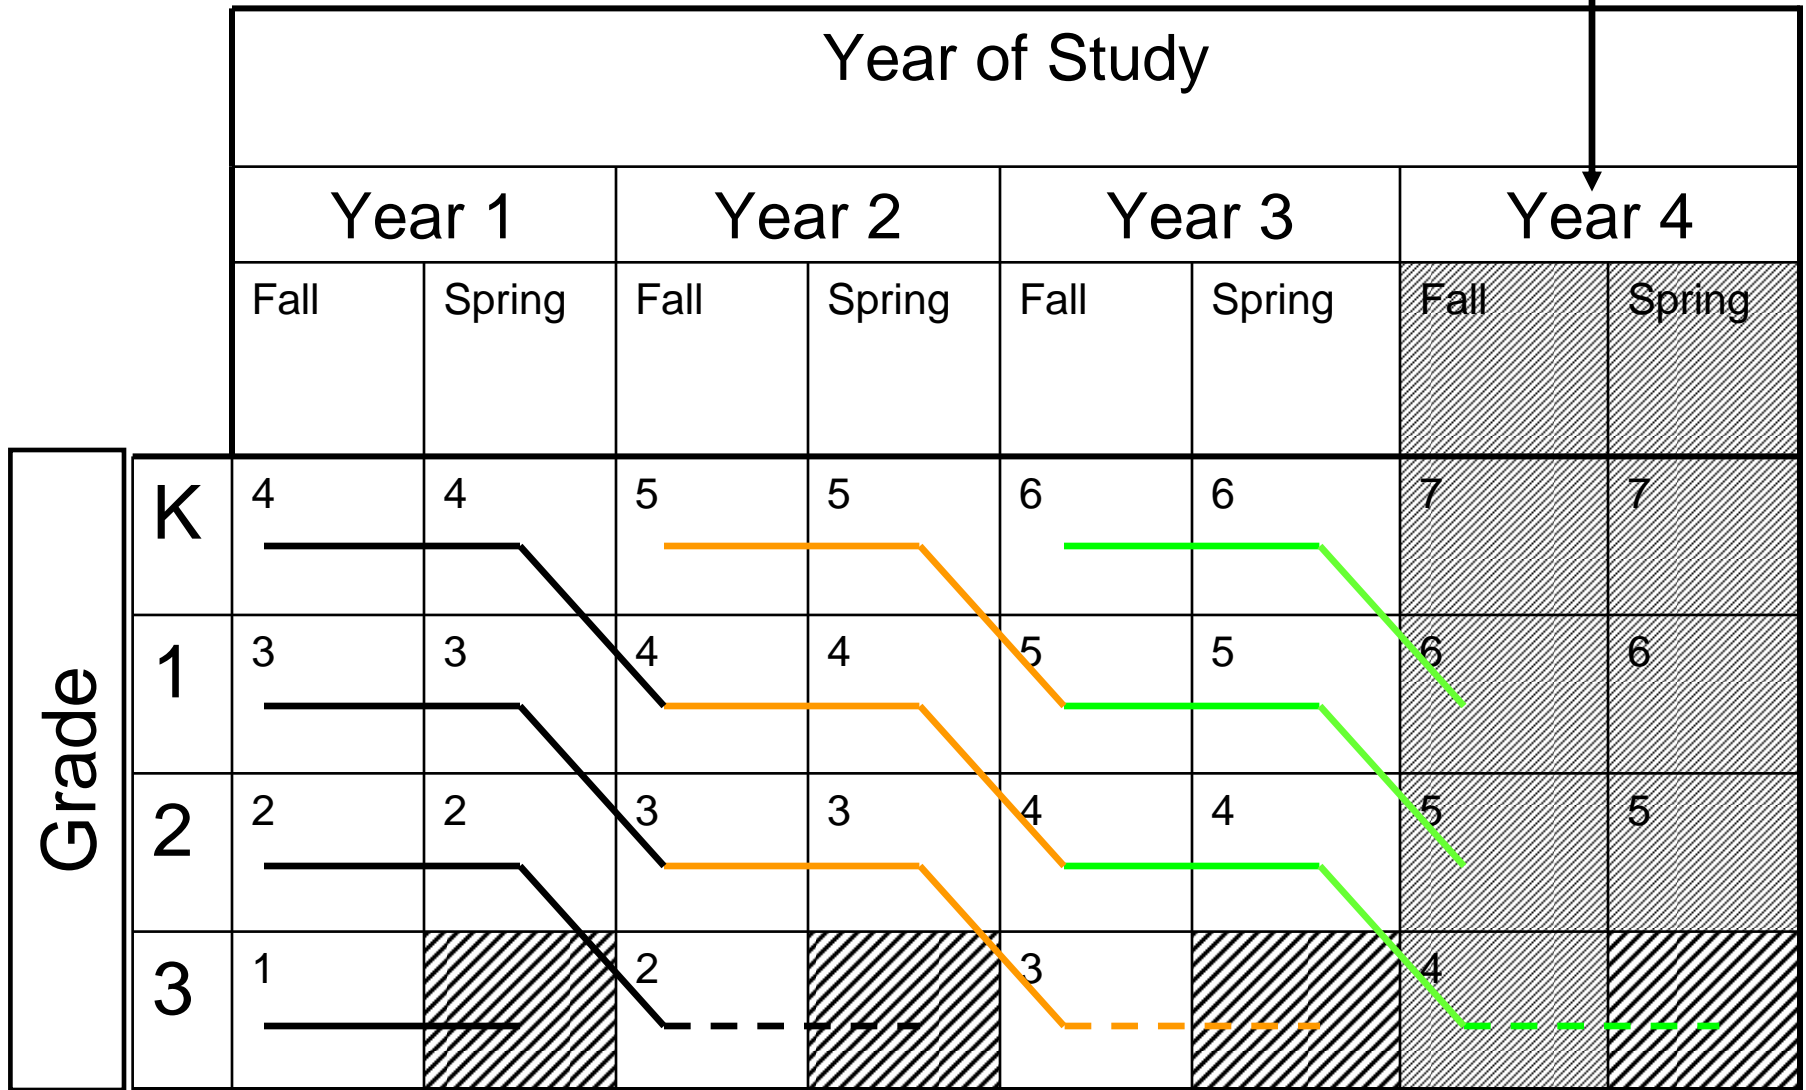 Year of Study
Year 1 Year 2 Year 3 Year 4
Fall Spring Fall Spring Fall Spring Fall Spring
Grade
K 4 4 5 5 6 6 7 7
1 3 3 4 4 5 5 6 6
2 2 2 3 3 4 4 5 5
3 1 2 3 4